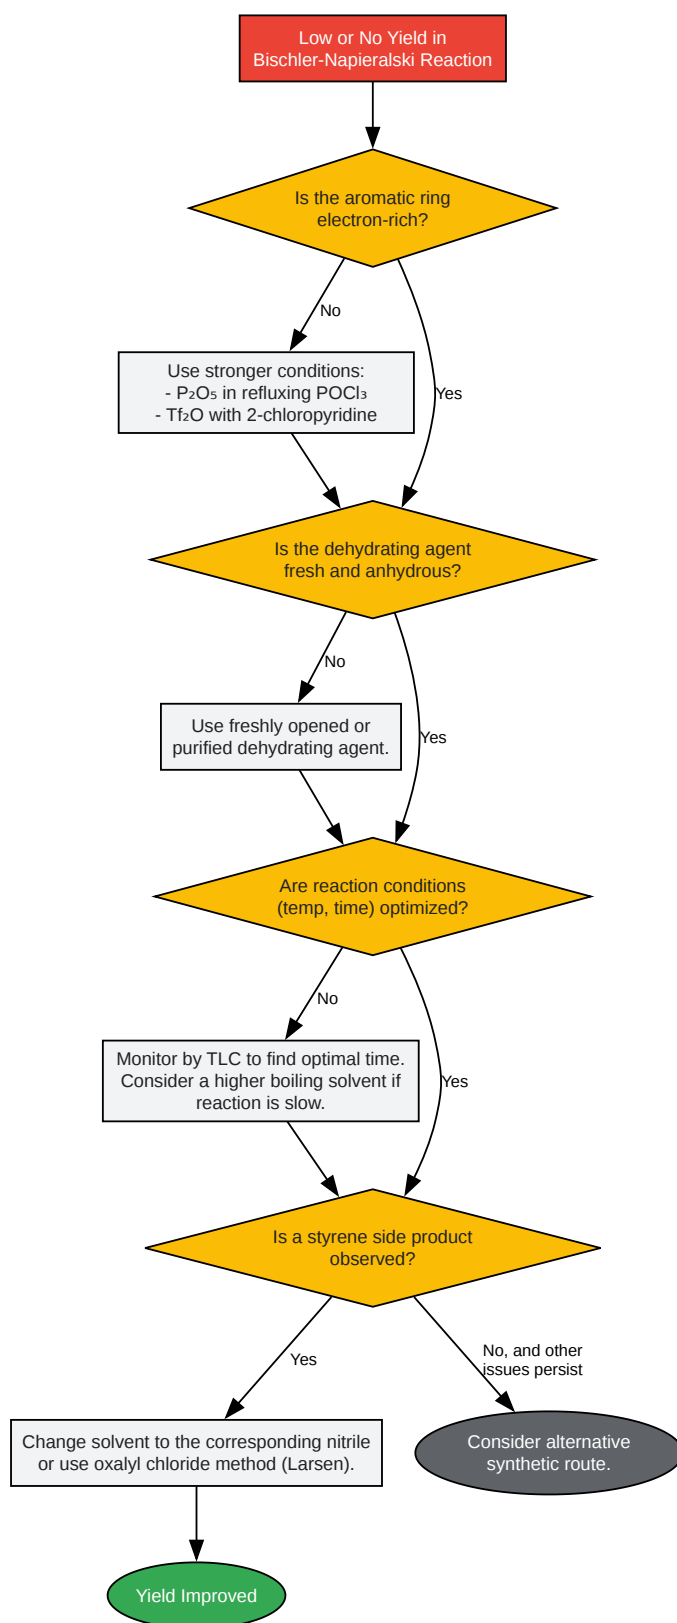 Low or No Yield in
Bischler-Napieralski Reaction
Is the aromatic ring
electron-rich?
No
Yes
Use stronger conditions:
- P₂O₅ in refluxing POCl₃
- Tf₂O with 2-chloropyridine
Is the dehydrating agent
fresh and anhydrous?
No
Yes
Use freshly opened or
purified dehydrating agent.
Are reaction conditions
(temp, time) optimized?
No
Yes
Monitor by TLC to find optimal time.
Consider a higher boiling solvent if
reaction is slow.
Is a styrene side product
observed?
Yes
No, and other
issues persist
Change solvent to the corresponding nitrile
or use oxalyl chloride method (Larsen).
Consider alternative
synthetic route.
Yield Improved